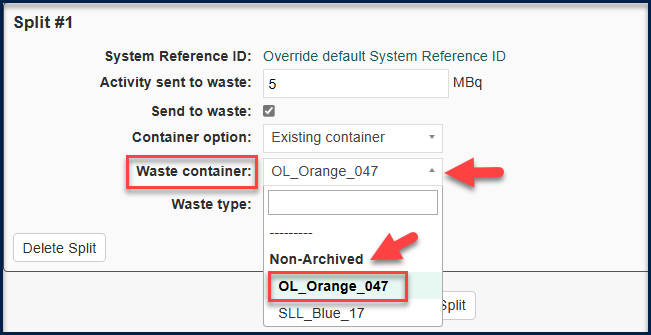 Split #1
System Reference ID: Override default System Reference ID
Activity sent to waste: 5 MBq
Send to waste:
Container option: Existing container
Waste container: OL_Orange_047
Waste type:
---------
Non-Archived
OL_Orange_047
Delete Split
SLL_Blue_17
Split